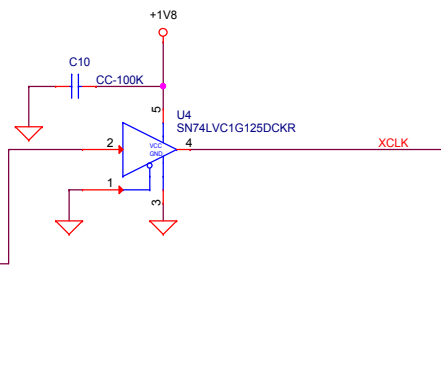 +1V8
C10
CC-100K
5
U4
SN74LVC1G125DCKR
2
VCC
GND
4
XCLK
1
3